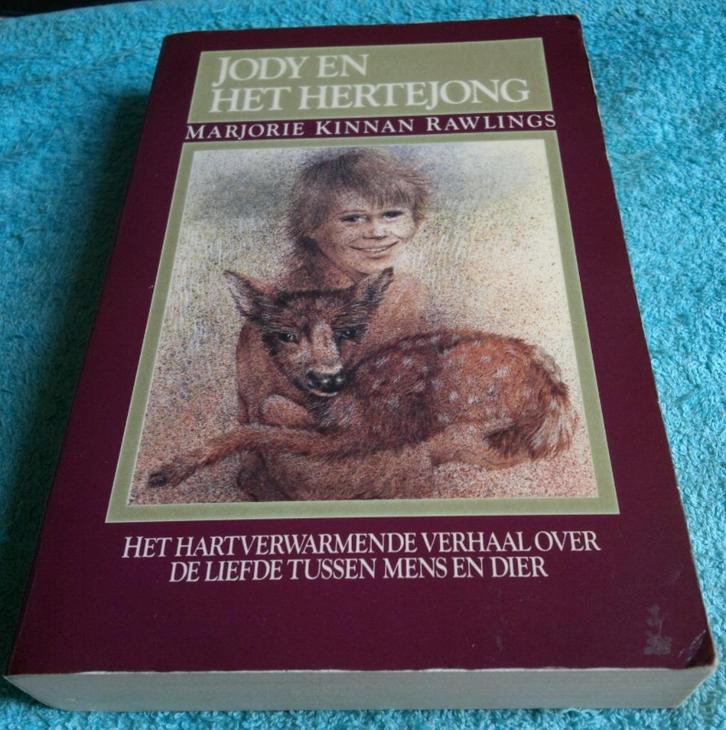 JODY EN
HET HERTEJONG
MARJORIE KINNAN RAWLINGS
HET HARTVERWARMENDE VERHAAL OVER
DE LIEFDE TUSSEN MENS EN DIER